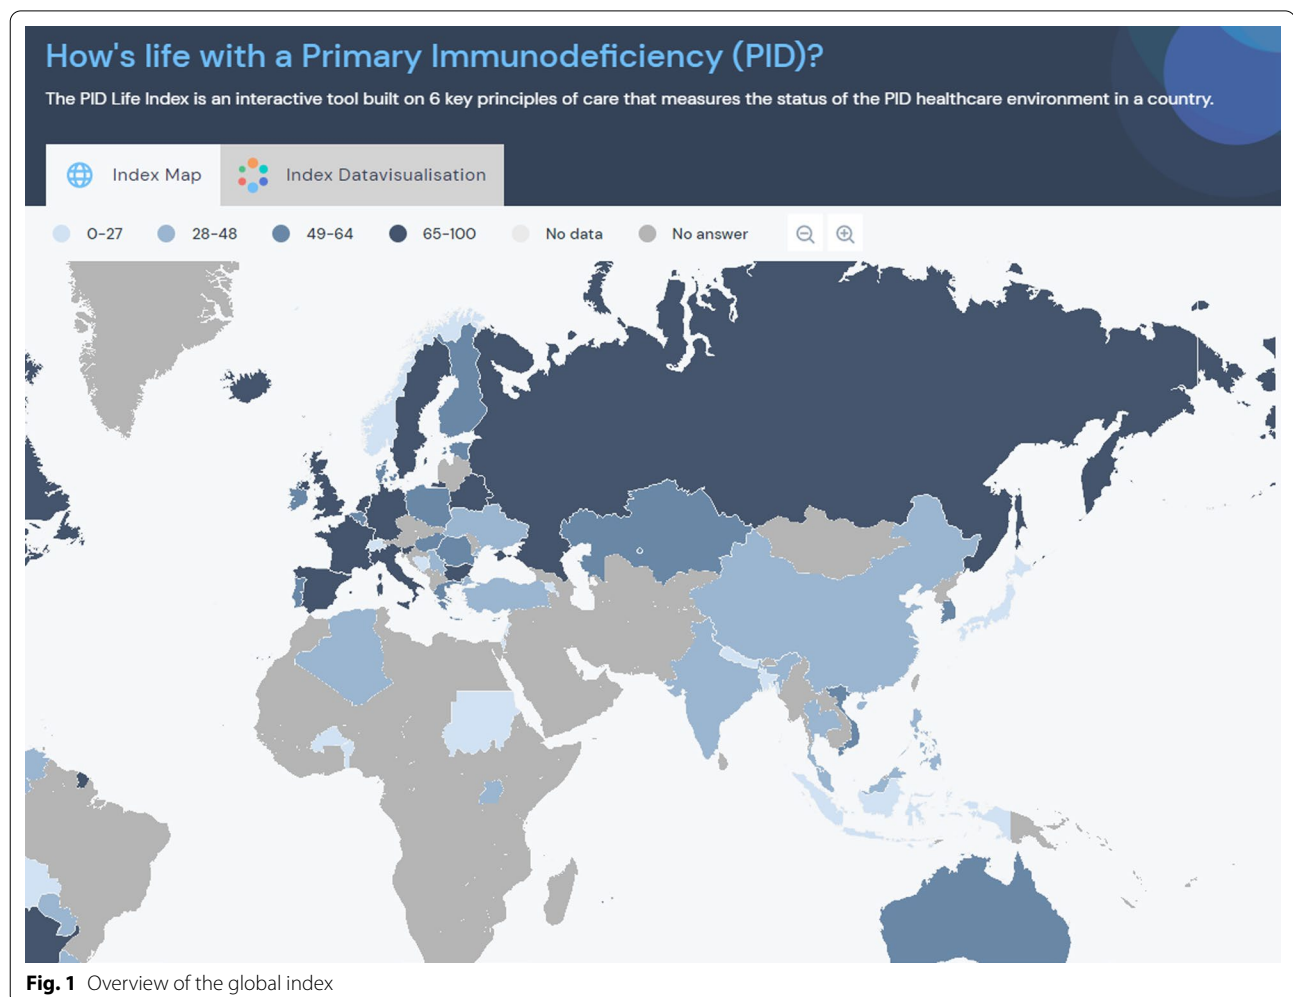 How's life with a Primary Immunodeficiency (PID)?
The PID Life Index is an interactive tool built on 6 key principles of care that measures the status of the PID healthcare environment in a country.
Index Map
Index Datavisualisation
0-27
28-48
49-64
65-100
No data
No answer
Fig. 1 Overview of the global index